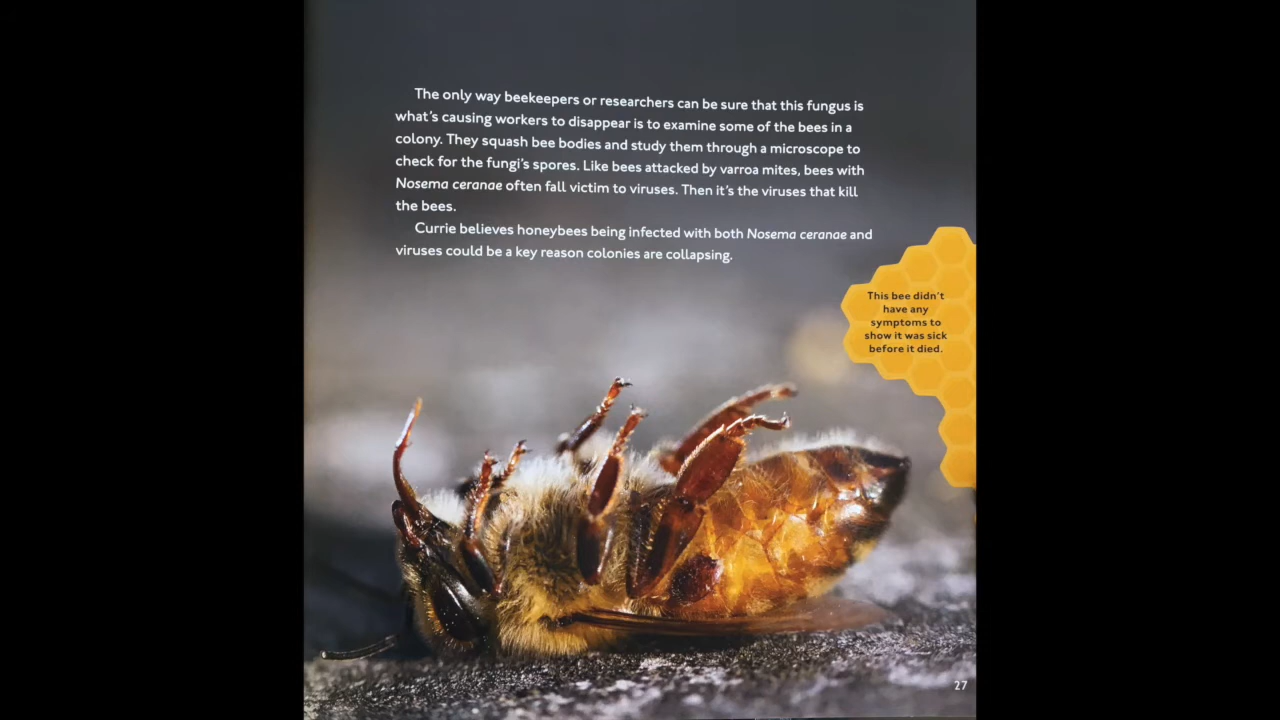 The only way beekeepers or researchers can be sure that this fungus is
what's causing workers to disappear is to examine some of the bees in a
colony. They squash bee bodies and study them through a microscope to
check for the fungi's spores. Like bees attacked by varroa mites, bees with
Nosema ceranae often fall victim to viruses. Then it's the viruses that kill
the bees.
Currie believes honeybees being infected with both Nosema ceranae and
viruses could be a key reason colonies are collapsing.
This bee didn't
have any
symptoms to
show it was sick
before it died.
27